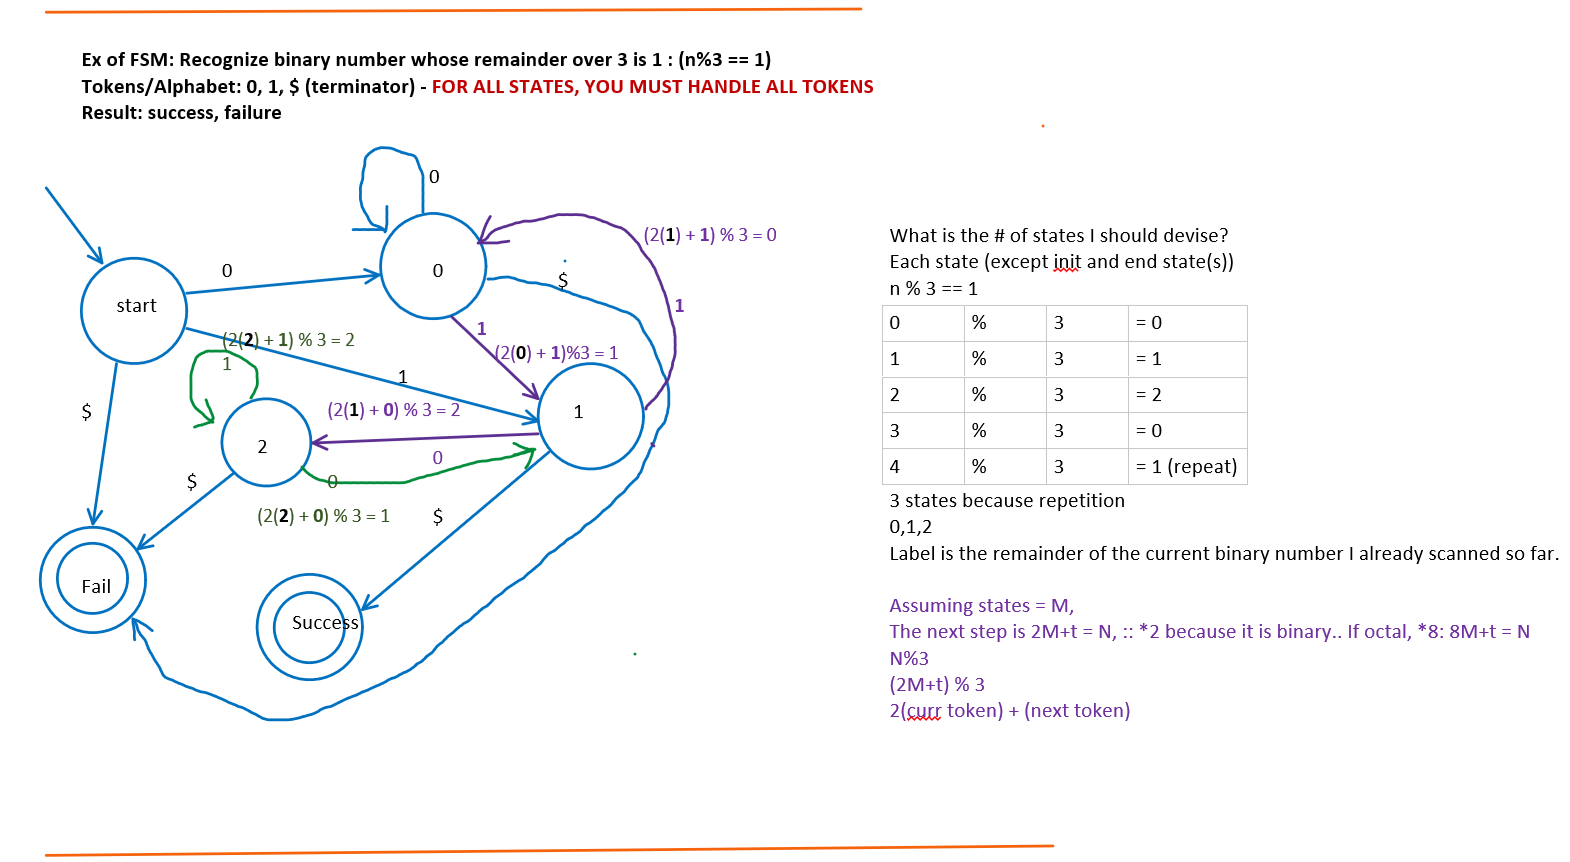 Ex of FSM: Recognize binary number whose remainder over 3 is 1 : (n%3 == 1)
Tokens/Alphabet: 0, 1, $ (terminator) - FOR ALL STATES, YOU MUST HANDLE ALL TOKENS
Result: success, failure
0
(2(1) + 1) % 3 = 0
0
0
$
start
1
(2(2) + 1) % 3 = 2
(2(0) + 1)%3 = 1
1
1
1
$
(2(1) + 0) % 3 = 2
2
0
$
0
(2(2) + 0) % 3 = 1
$
Fail
Success
What is the # of states I should devise?
Each state (except init and end state(s))
n % 3 == 1
0 % 3 = 0
1 % 3 = 1
2 % 3 = 2
3 % 3 = 0
4 % 3 = 1 (repeat)
3 states because repetition
0,1,2
Label is the remainder of the current binary number I already scanned so far.
Assuming states = M,
The next step is 2M+t = N, :: *2 because it is binary.. If octal, *8: 8M+t = N
N%3
(2M+t) % 3
2(curr token) + (next token)